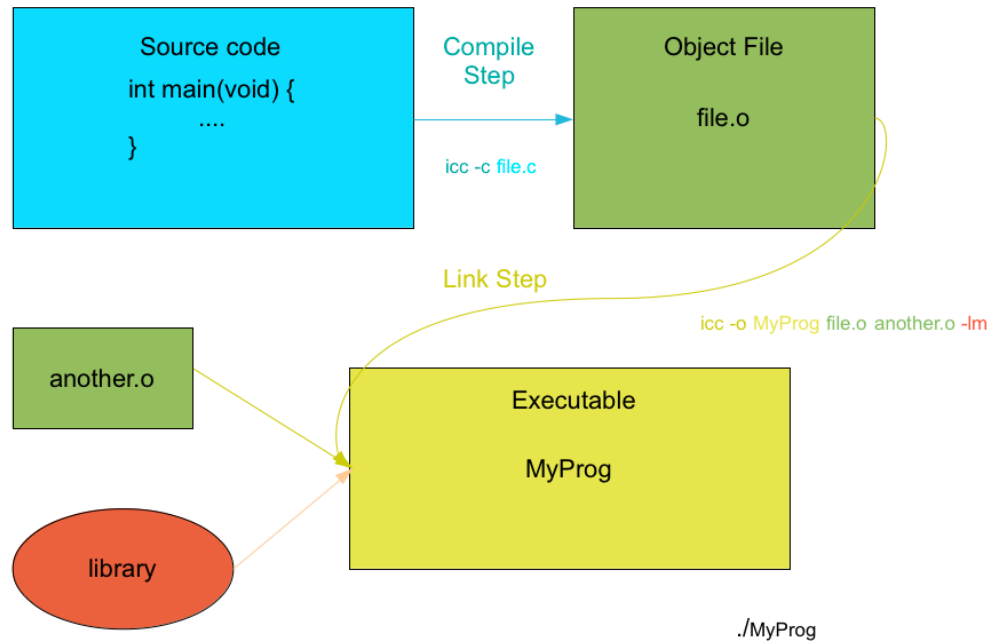 Source code
int main(void) {
....
}
Compile
Step
icc -c file.c
Object File
file.o
Link Step
icc -o MyProg file.o another.o -lm
another.o
Executable
MyProg
library
./MyProg